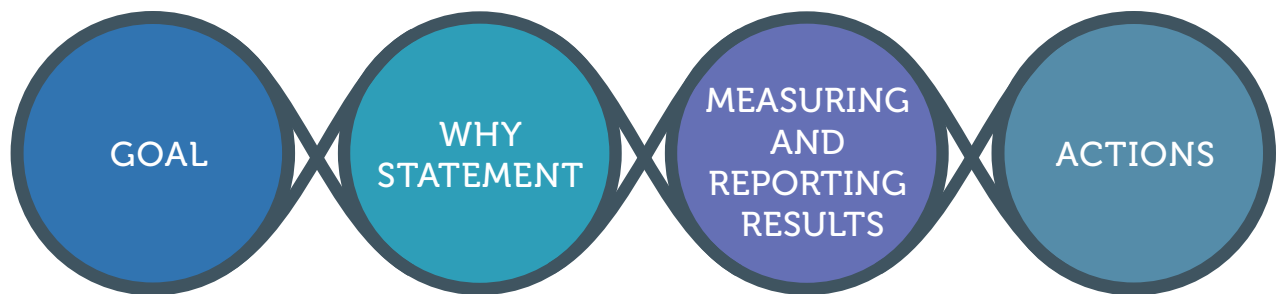 GOAL
WHY
STATEMENT
MEASURING
AND
REPORTING
RESULTS
ACTIONS